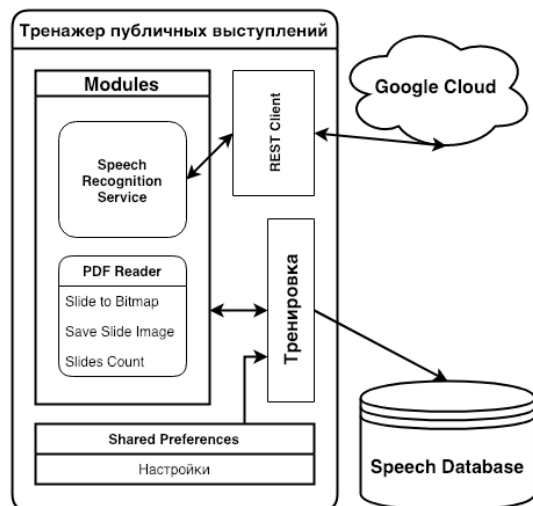 Тренажер публичных выступлений
Modules
Speech
Recognition
Service
REST Client
Google Cloud
PDF Reader
Slide to Bitmap
Save Slide Image
Slides Count
Тренировка
Shared Preferences
Настройки
Speech Database